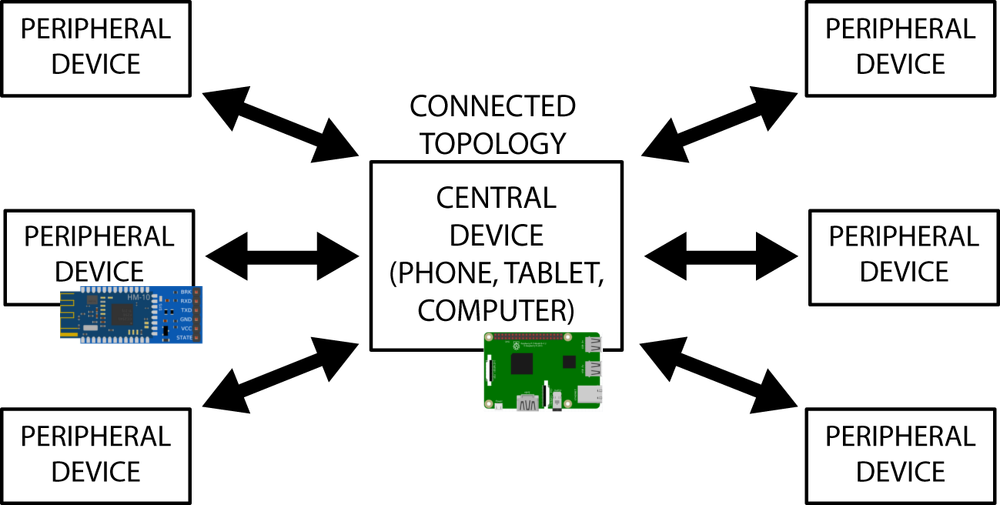 PERIPHERAL
DEVICE
PERIPHERAL
DEVICE
CONNECTED
TOPOLOGY
CENTRAL
DEVICE
(PHONE, TABLET,
COMPUTER)
PERIPHERAL
DEVICE
HM-10
BRK
RXD
TXD
GND
VCC
STATE
PERIPHERAL
DEVICE
PERIPHERAL
DEVICE
PERIPHERAL
DEVICE